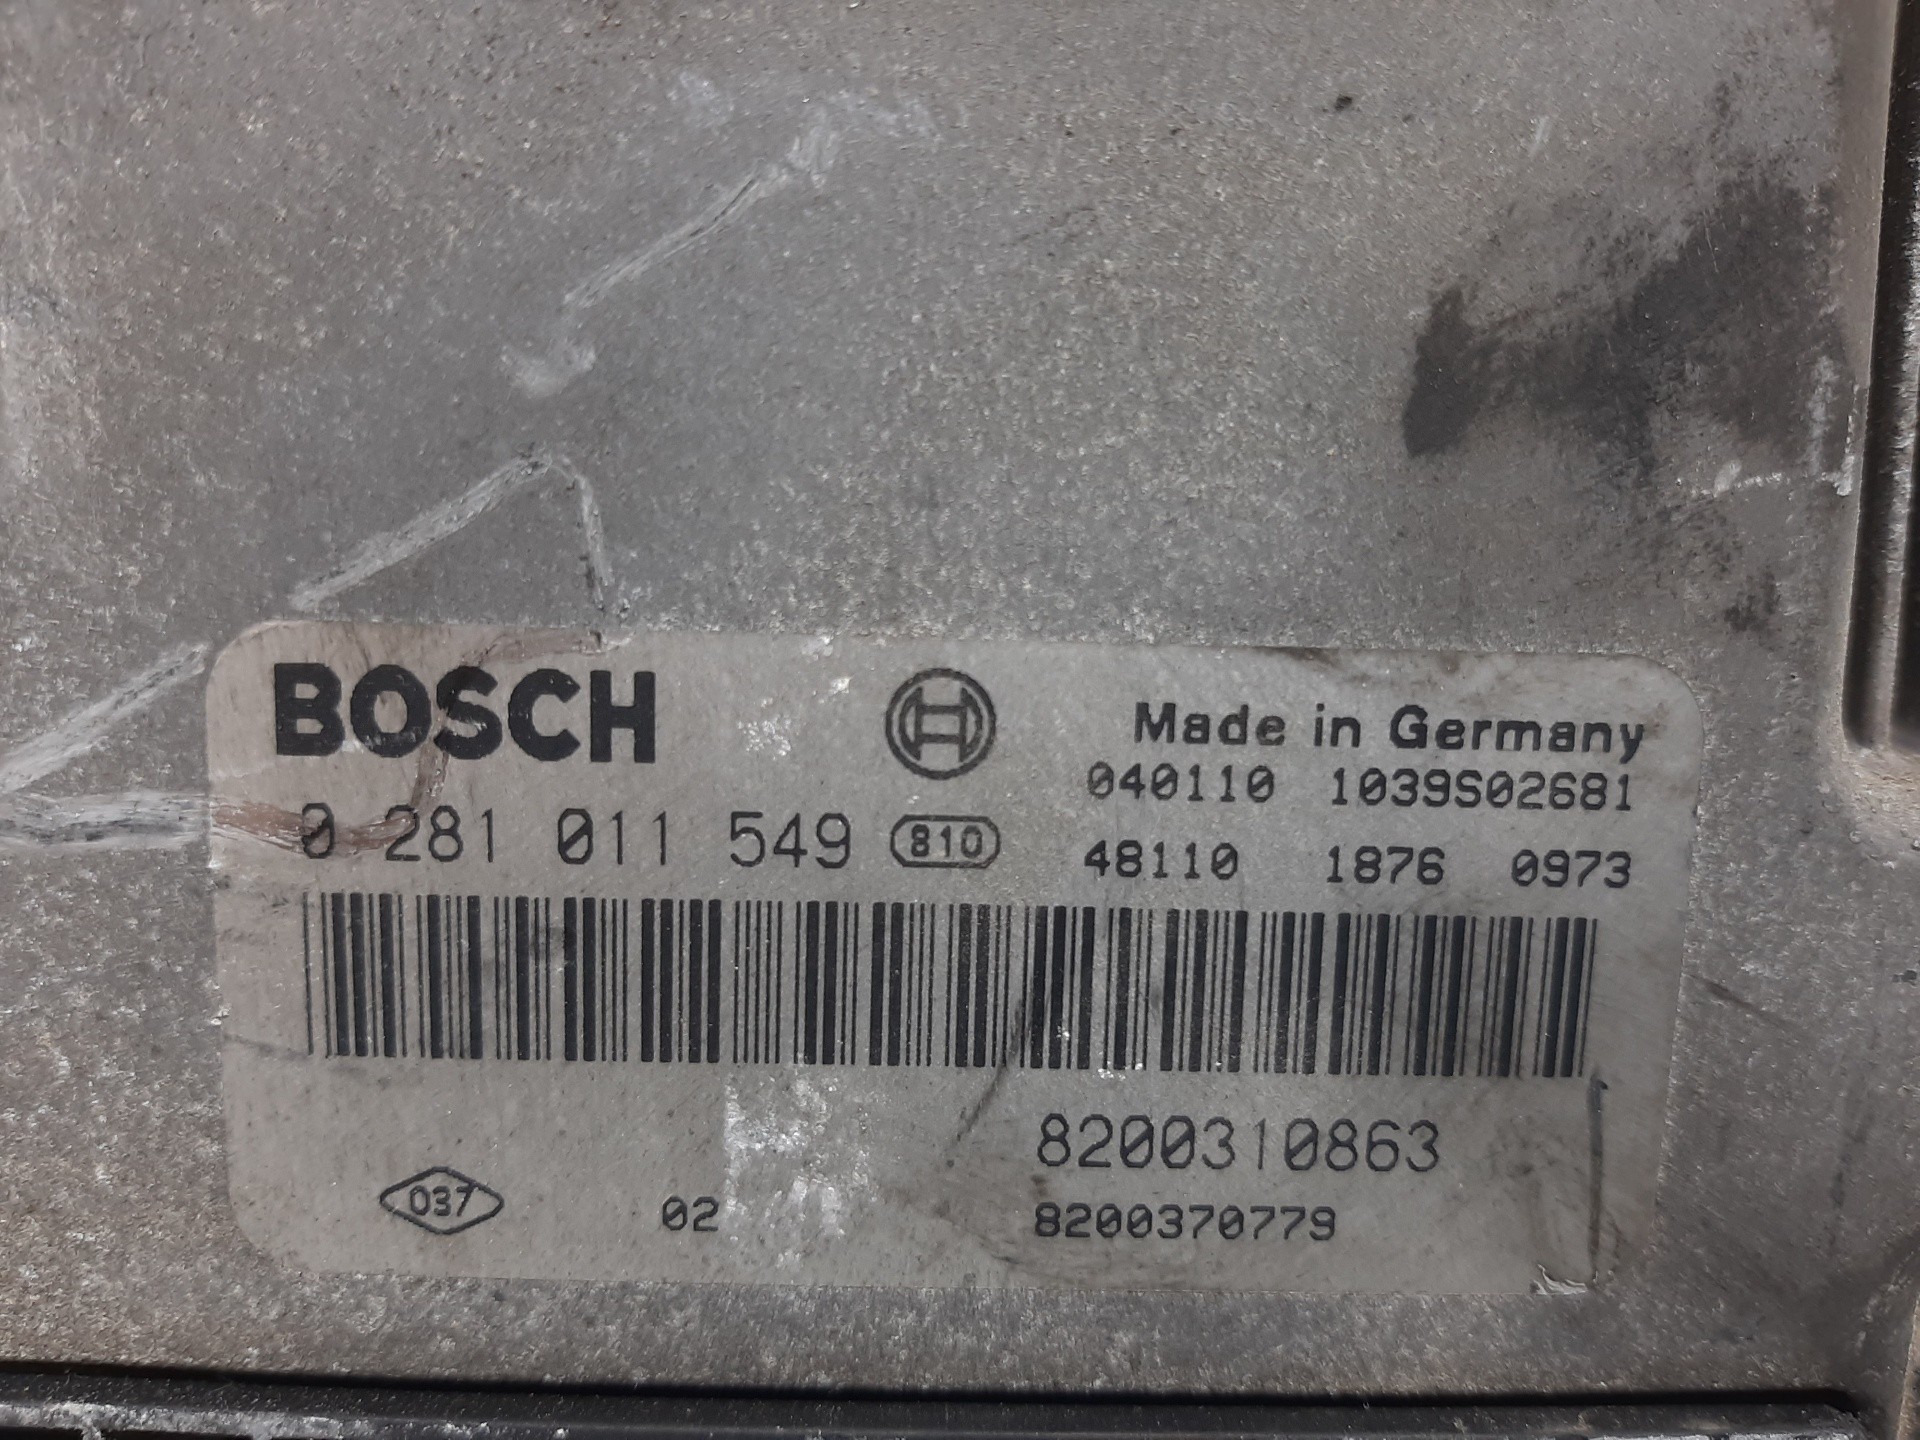 BOSCH
Made in Germany
040110 1039S02681
0 281 011 549 810
48110 1876 0973
8200310863
037 02 8200370779